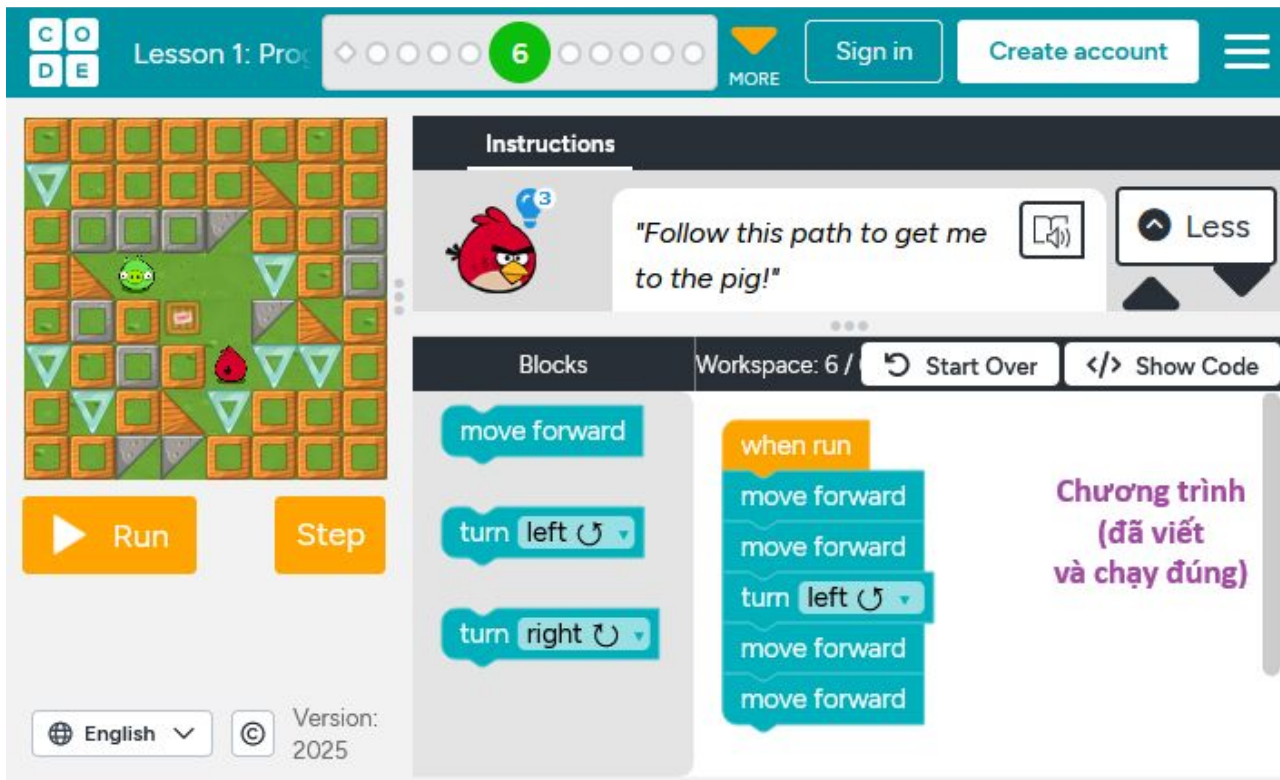 C O
D E
Lesson 1: Prog
6
MORE
Sign in
Create account
Instructions
3
"Follow this path to get me
to the pig!"
Less
Blocks
Workspace: 6 /
Start Over
</> Show Code
move forward
turn left
turn right
when run
move forward
move forward
turn left
move forward
move forward
Chương trình
(đã viết
và chạy đúng)
Run
Step
English
©
Version:
2025